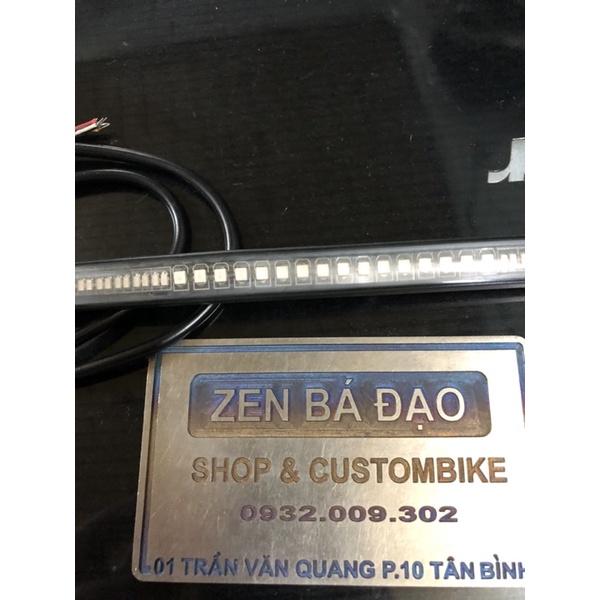 ZEN BÁ ĐẠO
SHOP & CUSTOMBIKE
0932.009.302
01 TRẦN VĂN QUANG P.10 TÂN BÌNH